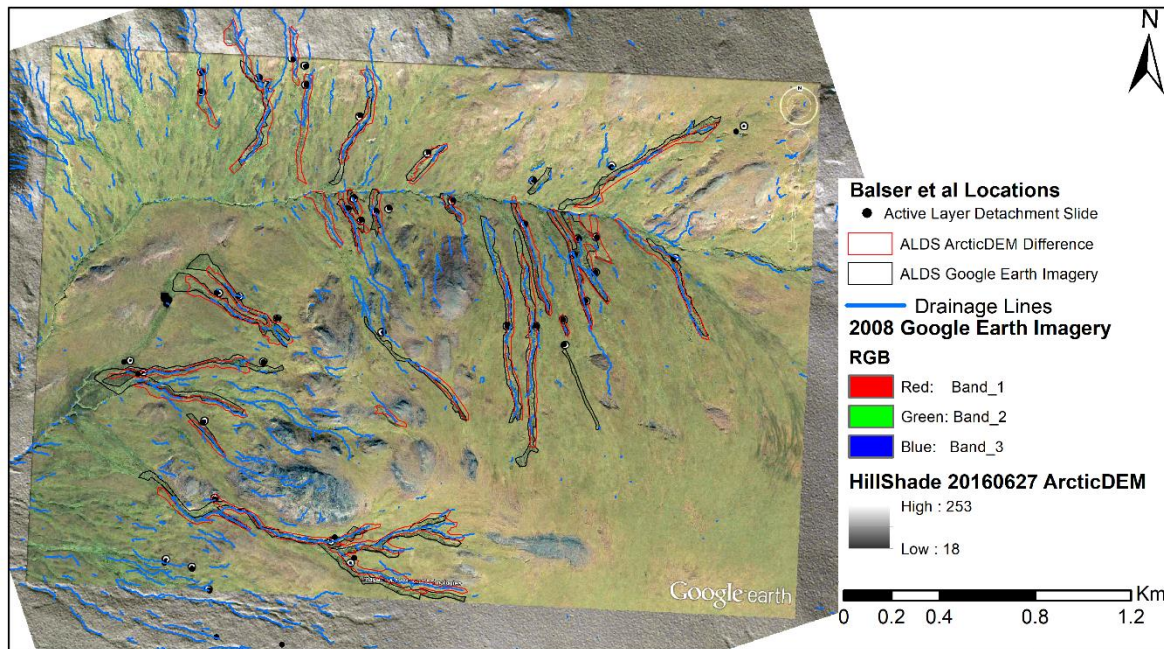 N
Balser et al Locations
Active Layer Detachment Slide
ALDS ArcticDEM Difference
ALDS Google Earth Imagery
Drainage Lines
2008 Google Earth Imagery
RGB
Red: Band_1
Green: Band_2
Blue: Band_3
HillShade 20160627 ArcticDEM
High : 253
Low : 18
Google earth
Km
0 0.2 0.4 0.8 1.2